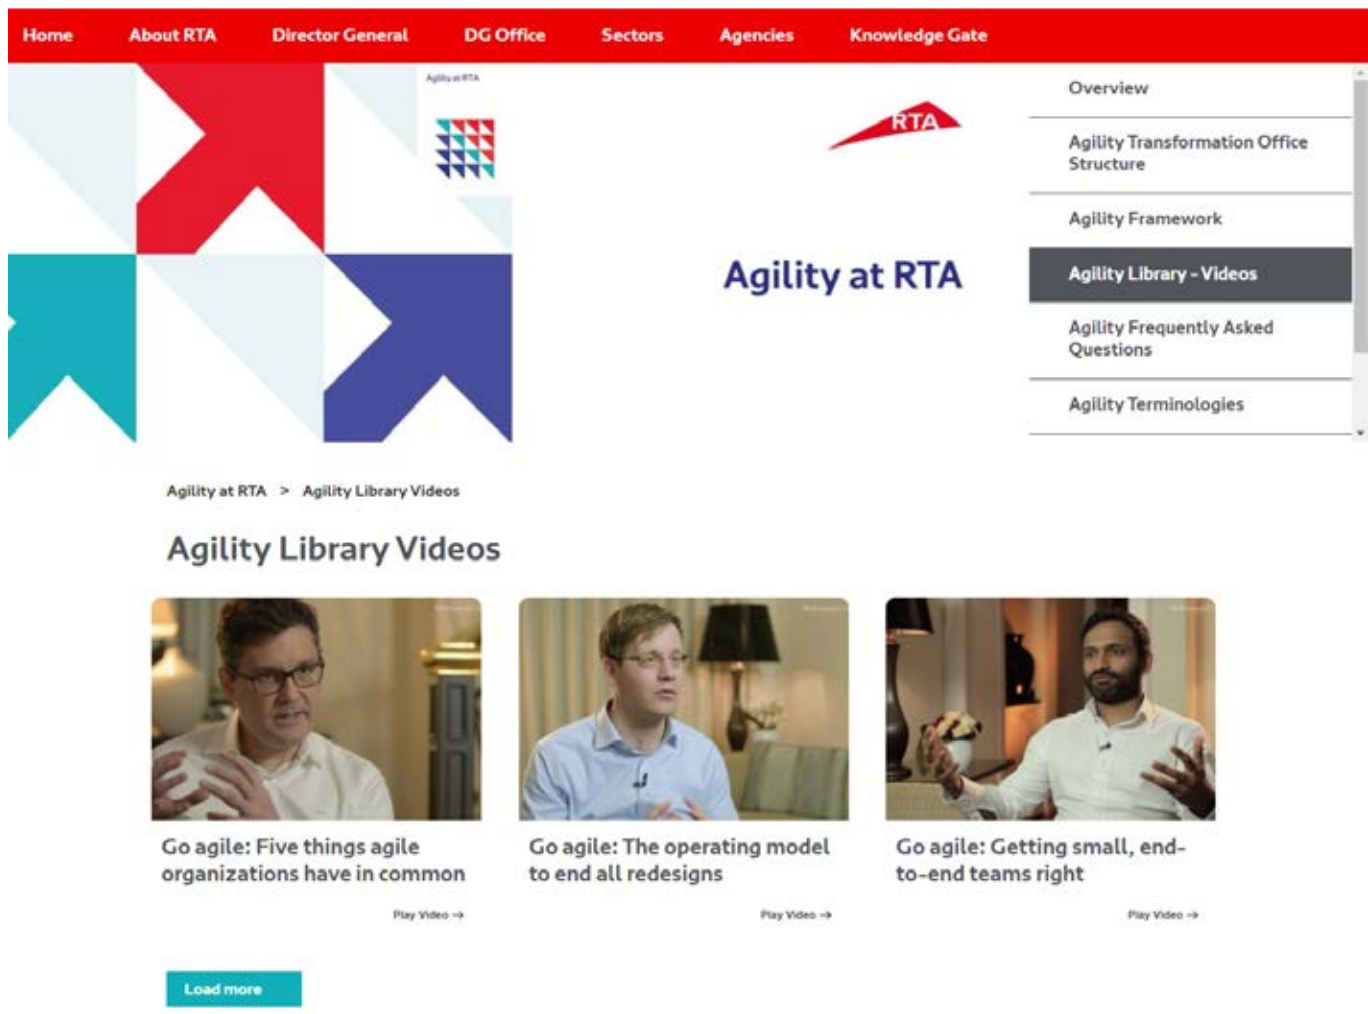 Home About RTA Director General DG Office Sectors Agencies Knowledge Gate
Agility at RTA
RTA
Agility at RTA
Overview
Agility Transformation Office
Structure
Agility Framework
Agility Library - Videos
Agility Frequently Asked
Questions
Agility Terminologies
Agility at RTA > Agility Library Videos
Agility Library Videos
Go agile: Five things agile
organizations have in common
Play Video →
Go agile: The operating model
to end all redesigns
Play Video →
Go agile: Getting small, end-
to-end teams right
Play Video →
Load more